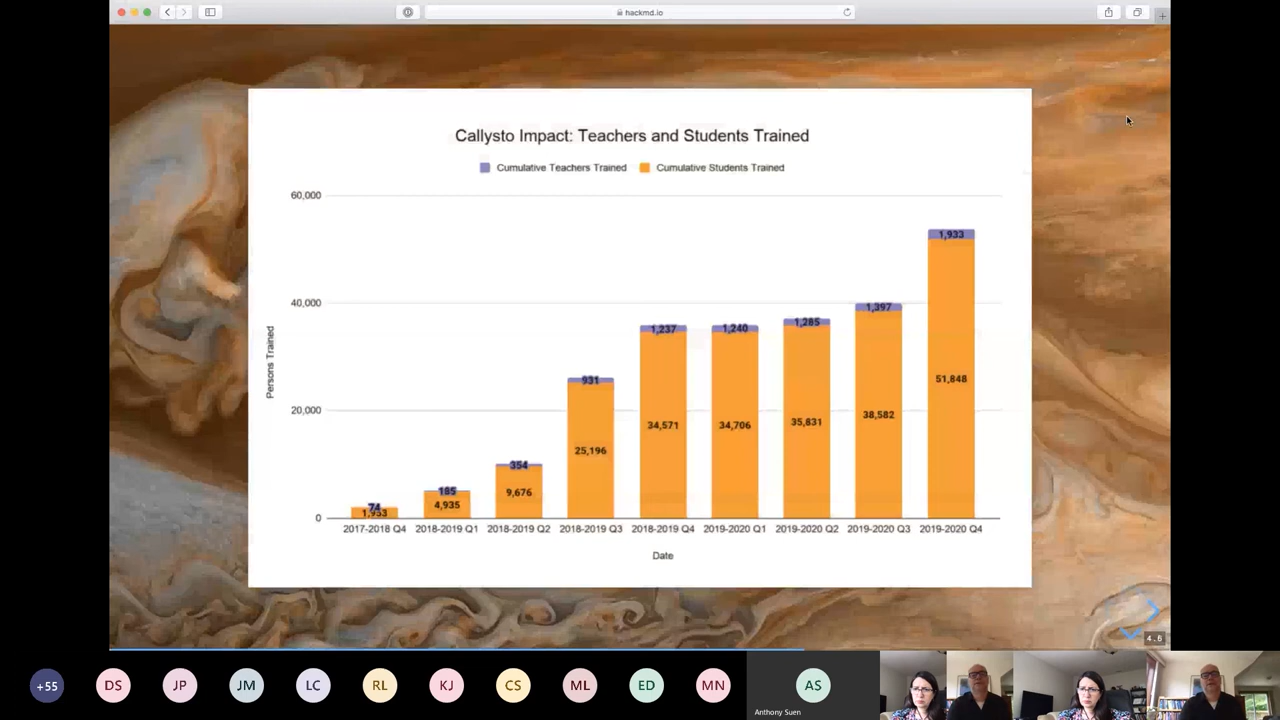 hackmd.io
Callysto Impact: Teachers and Students Trained
Cumulative Teachers Trained Cumulative Students Trained
60,000
40,000
20,000
0
Persons Trained
74
1,953
185
4,935
354
9,676
931
25,196
1,237
34,571
1,240
34,706
1,285
35,831
1,397
38,582
1,933
51,848
2017-2018 Q4 2018-2019 Q1 2018-2019 Q2 2018-2019 Q3 2018-2019 Q4 2019-2020 Q1 2019-2020 Q2 2019-2020 Q3 2019-2020 Q4
Date
4.6
+55 DS JP JM LC RL KJ CS ML ED MN AS
Anthony Suen